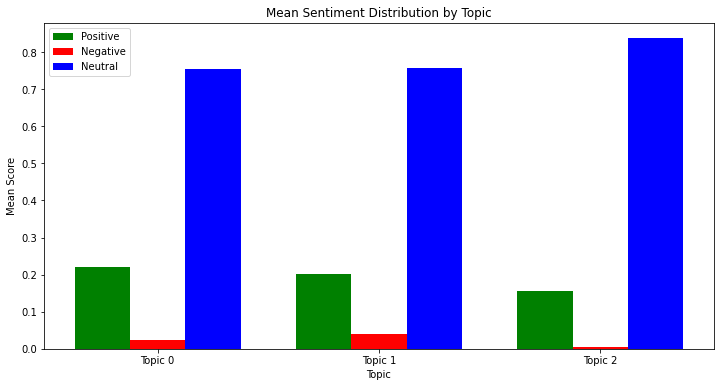 Mean Sentiment Distribution by Topic
Positive
Negative
Neutral
Mean Score
0.8
0.7
0.6
0.5
0.4
0.3
0.2
0.1
0.0
Topic 0 Topic 1 Topic 2
Topic